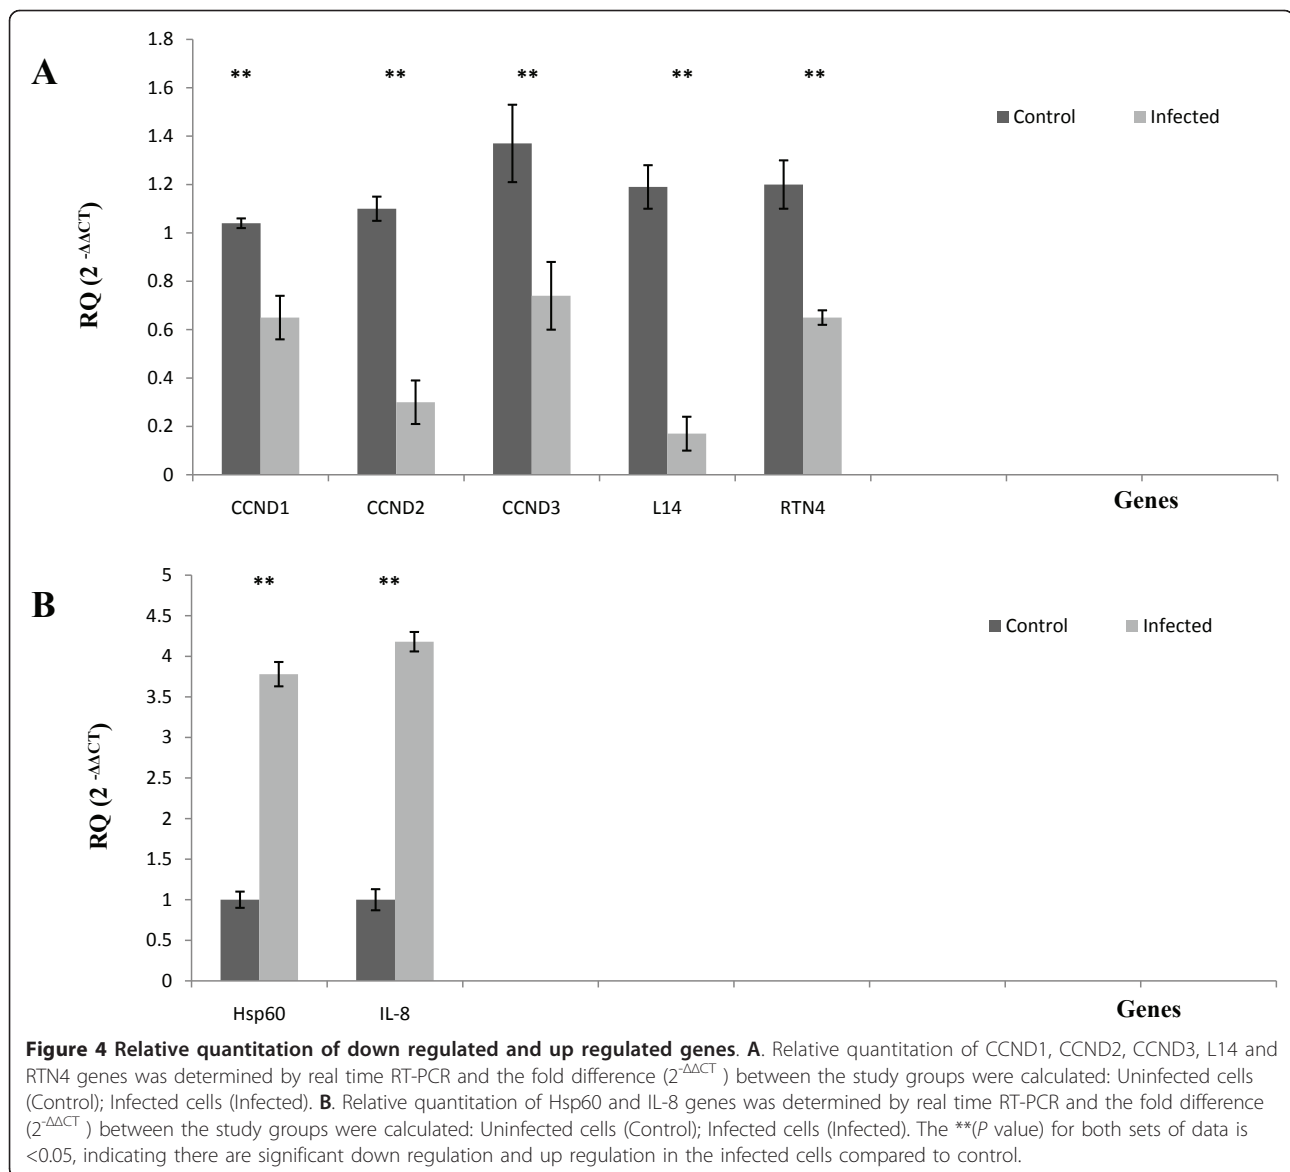 A
1.8
1.6
1.4
1.2
1
0.8
0.6
0.4
0.2
0
RQ (2 -ΔΔCT)
** ** ** ** **
Control Infected
CCND1 CCND2 CCND3 L14 RTN4
Genes
B
5
4.5
4
3.5
3
2.5
2
1.5
1
0.5
0
RQ (2 -ΔΔCT)
** **
Control Infected
Hsp60 IL-8
Genes
Figure 4 Relative quantitation of down regulated and up regulated genes. A. Relative quantitation of CCND1, CCND2, CCND3, L14 and
RTN4 genes was determined by real time RT-PCR and the fold difference (2-ΔΔCT ) between the study groups were calculated: Uninfected cells
(Control); Infected cells (Infected). B. Relative quantitation of Hsp60 and IL-8 genes was determined by real time RT-PCR and the fold difference
(2-ΔΔCT ) between the study groups were calculated: Uninfected cells (Control); Infected cells (Infected). The **(P value) for both sets of data is
<0.05, indicating there are significant down regulation and up regulation in the infected cells compared to control.